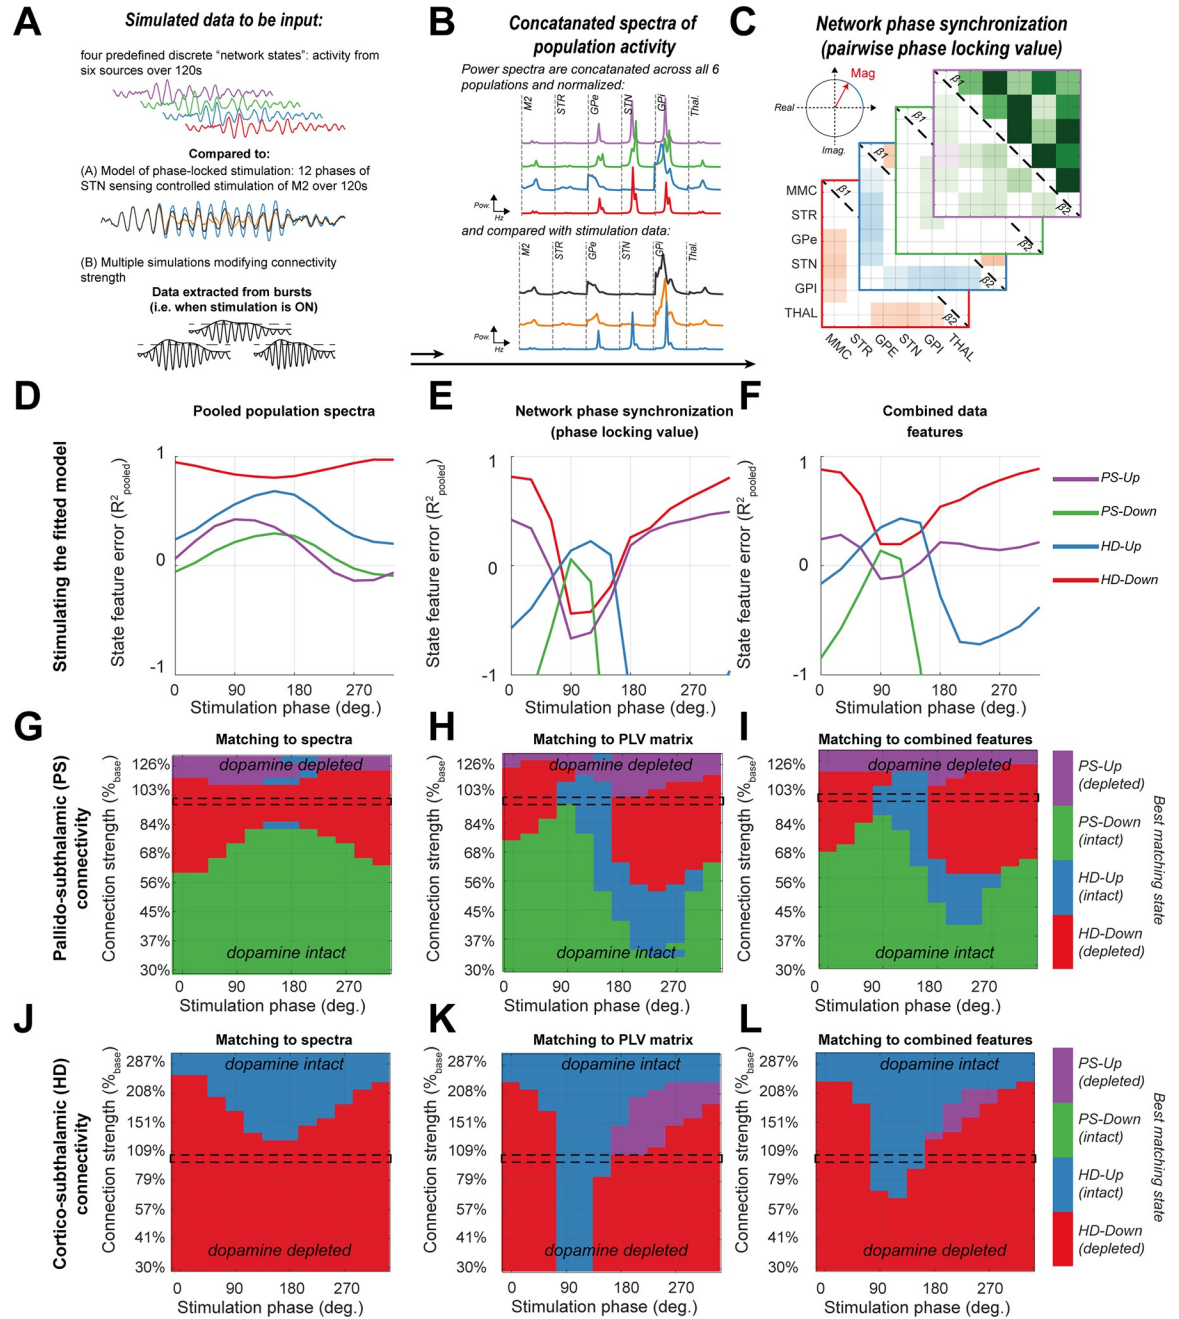 A
Simulated data to be input:
four predefined discrete “network states”: activity from
six sources over 120s
Compared to:
(A) Model of phase-locked stimulation: 12 phases of
STN sensing controlled stimulation of M2 over 120s
(B) Multiple simulations modifying connectivity
strength
Data extracted from bursts
(i.e. when stimulation is ON)
B
Concatanated spectra of
population activity
Power spectra are concatanated across all 6
populations and normalized:
M2 STR GPe STN GPi Thal.
Pow.
Hz
and compared with stimulation data:
M2 STR GPe STN GPi Thal.
Pow.
Hz
C
Network phase synchronization
(pairwise phase locking value)
Mag
Real
Imag.
β1
β2
β1
β2
β1
β2
β1
β2
MMC
STR
GPe
STN
GPI
THAL
MMC STR GPE STN GPI THAL
Simulating the fitted model
D
Pooled population spectra
State feature error (R²pooled)
1
0
-1
0 90 180 270
Stimulation phase (deg.)
E
Network phase synchronization
(phase locking value)
State feature error (R²pooled)
1
0
-1
0 90 180 270
Stimulation phase (deg.)
F
Combined data
features
State feature error (R²pooled)
1
0
-1
0 90 180 270
Stimulation phase (deg.)
PS-Up
PS-Down
HD-Up
HD-Down
Pallido-subthalamic (PS)
connectivity
G
Matching to spectra
Connection strength (%base)
126%
103%
84%
68%
56%
45%
37%
30%
dopamine depleted
dopamine intact
0 90 180 270
Stimulation phase (deg.)
H
Matching to PLV matrix
Connection strength (%base)
126%
103%
84%
68%
56%
45%
37%
30%
dopamine depleted
dopamine intact
0 90 180 270
Stimulation phase (deg.)
I
Matching to combined features
Connection strength (%base)
126%
103%
84%
68%
56%
45%
37%
30%
dopamine depleted
dopamine intact
0 90 180 270
Stimulation phase (deg.)
PS-Up
(depleted)
PS-Down
(intact)
HD-Up
(intact)
HD-Down
(depleted)
Best matching state
Cortico-subthalamic (HD)
connectivity
J
Matching to spectra
Connection strength (%base)
287%
208%
151%
109%
79%
57%
41%
30%
dopamine intact
dopamine depleted
0 90 180 270
Stimulation phase (deg.)
K
Matching to PLV matrix
Connection strength (%base)
287%
208%
151%
109%
79%
57%
41%
30%
dopamine intact
dopamine depleted
0 90 180 270
Stimulation phase (deg.)
L
Matching to combined features
Connection strength (%base)
287%
208%
151%
109%
79%
57%
41%
30%
dopamine intact
dopamine depleted
0 90 180 270
Stimulation phase (deg.)
PS-Up
(depleted)
PS-Down
(intact)
HD-Up
(intact)
HD-Down
(depleted)
Best matching state